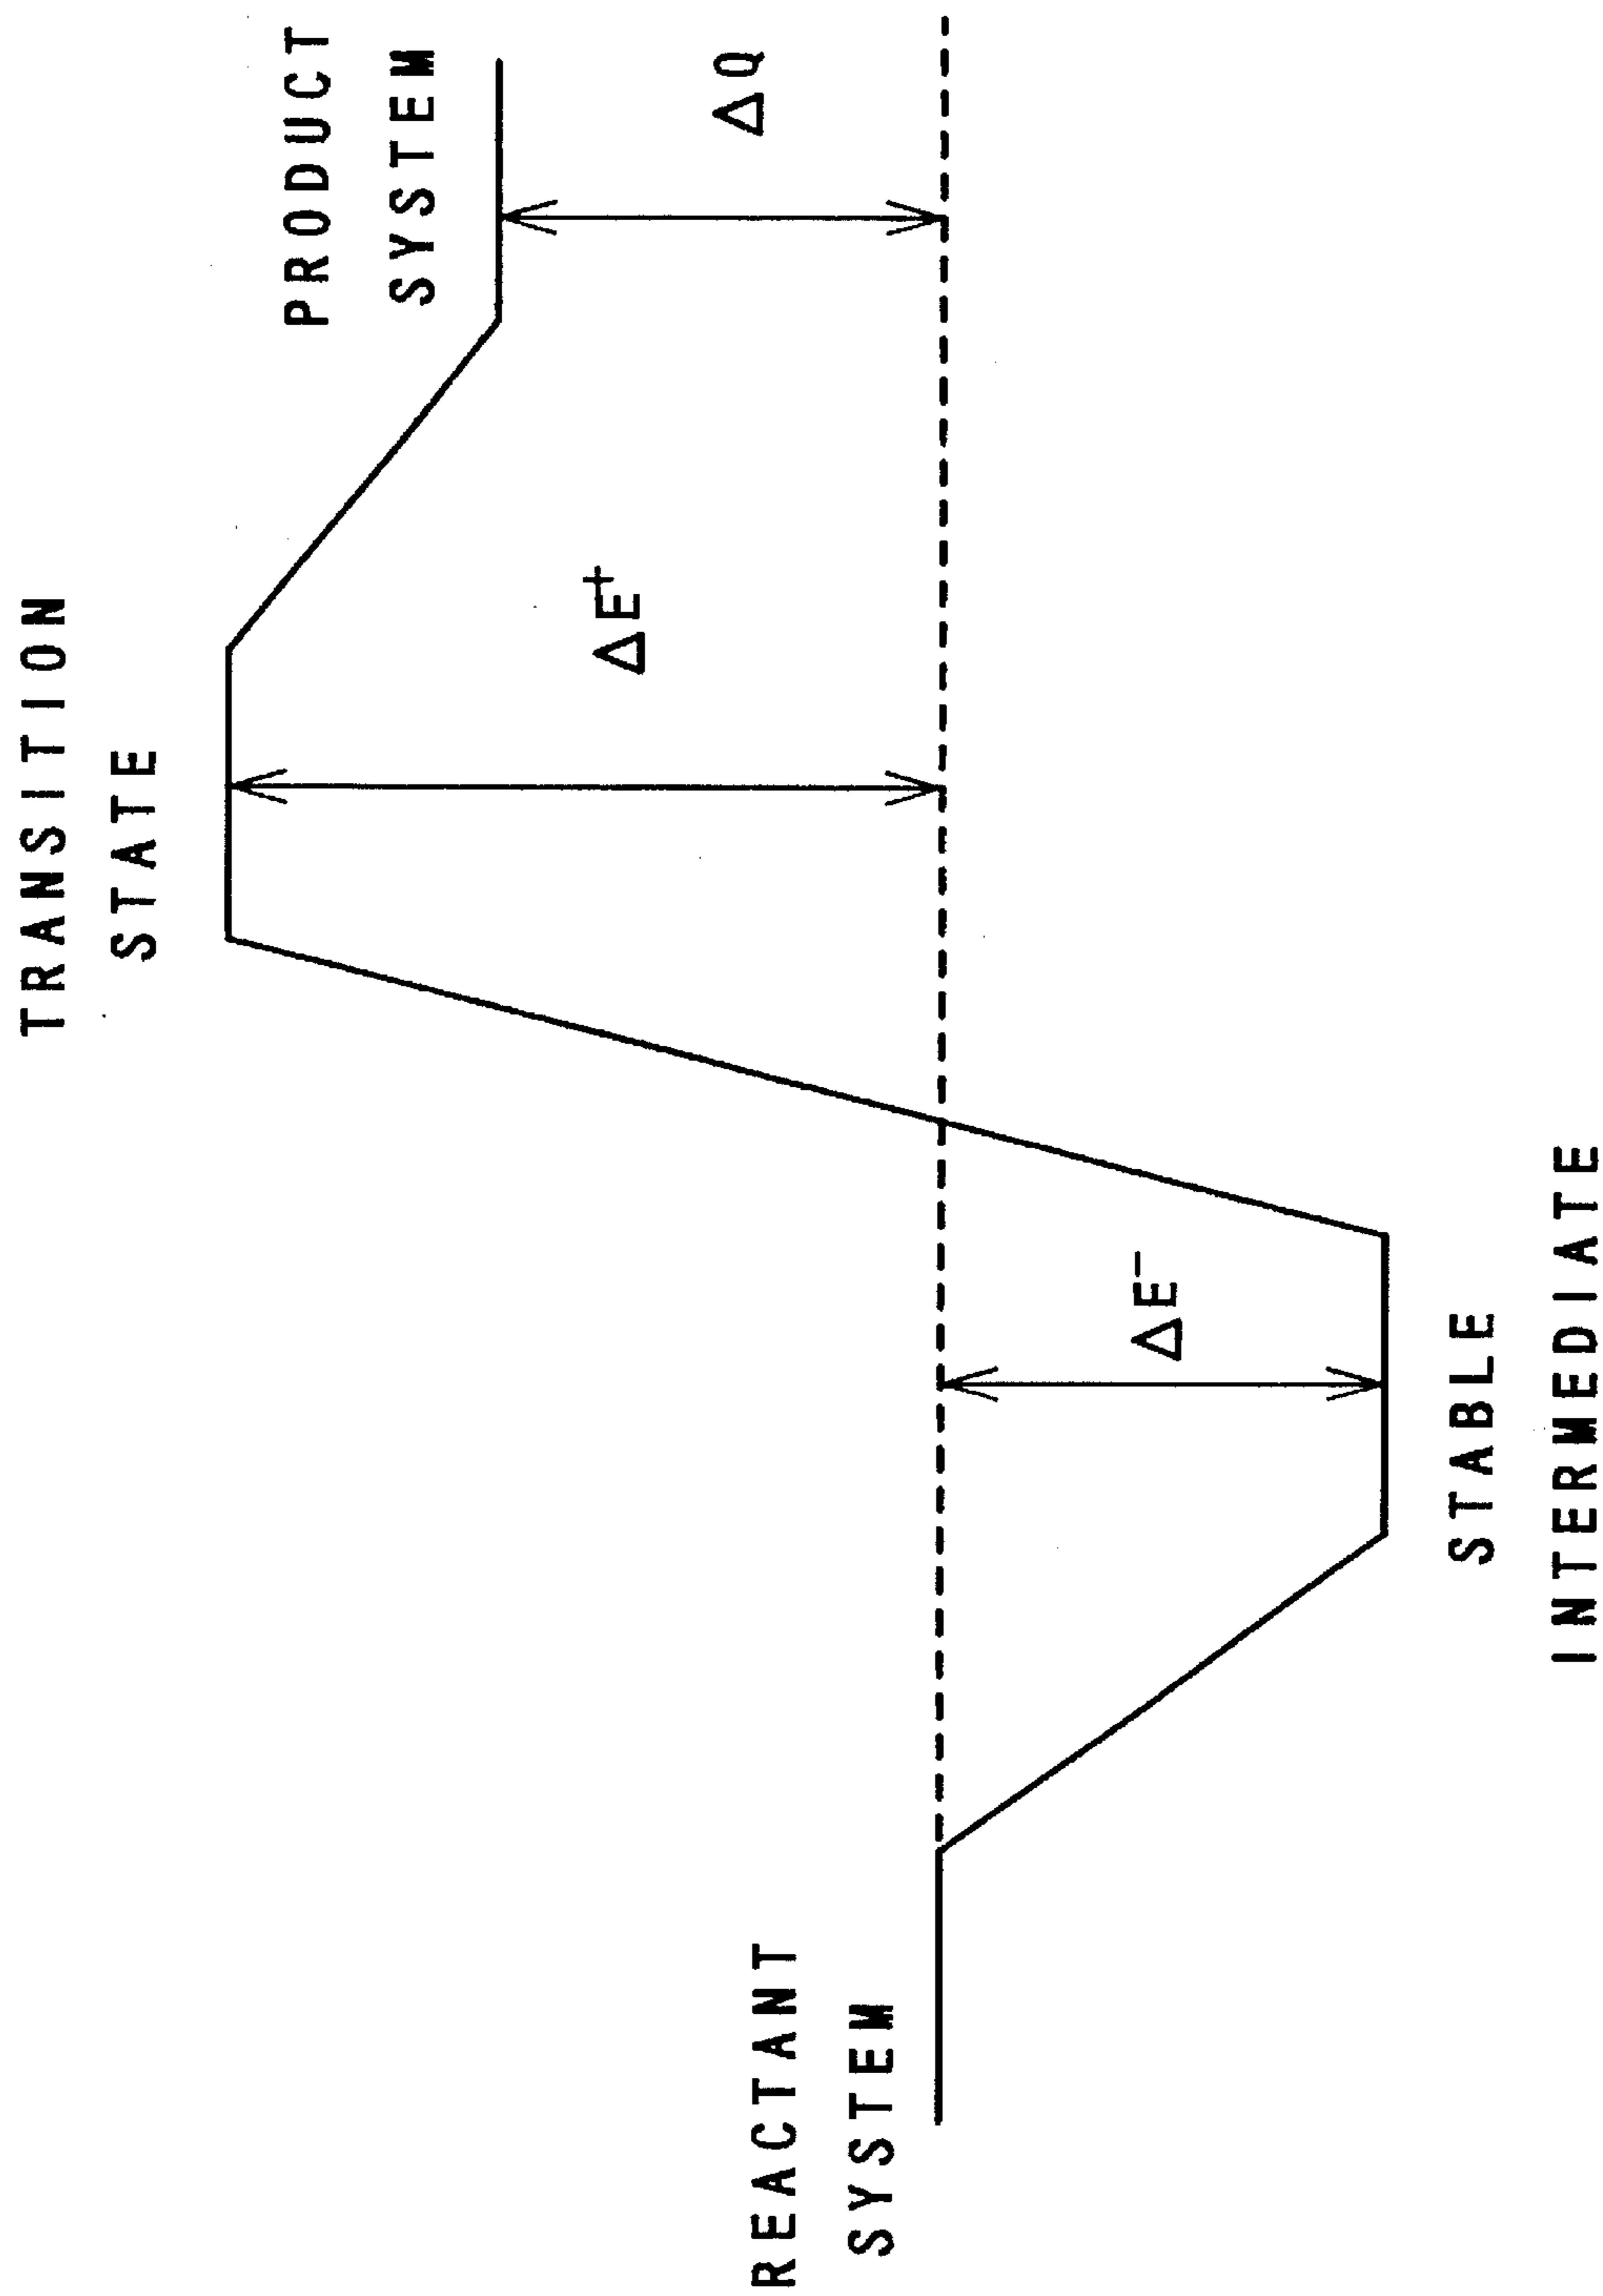 TRANSITION
STATE
PRODUCT
SYSTEM
ΔE⁺
ΔQ
REACTANT
SYSTEM
ΔE⁻
STABLE
INTERMEDIATE